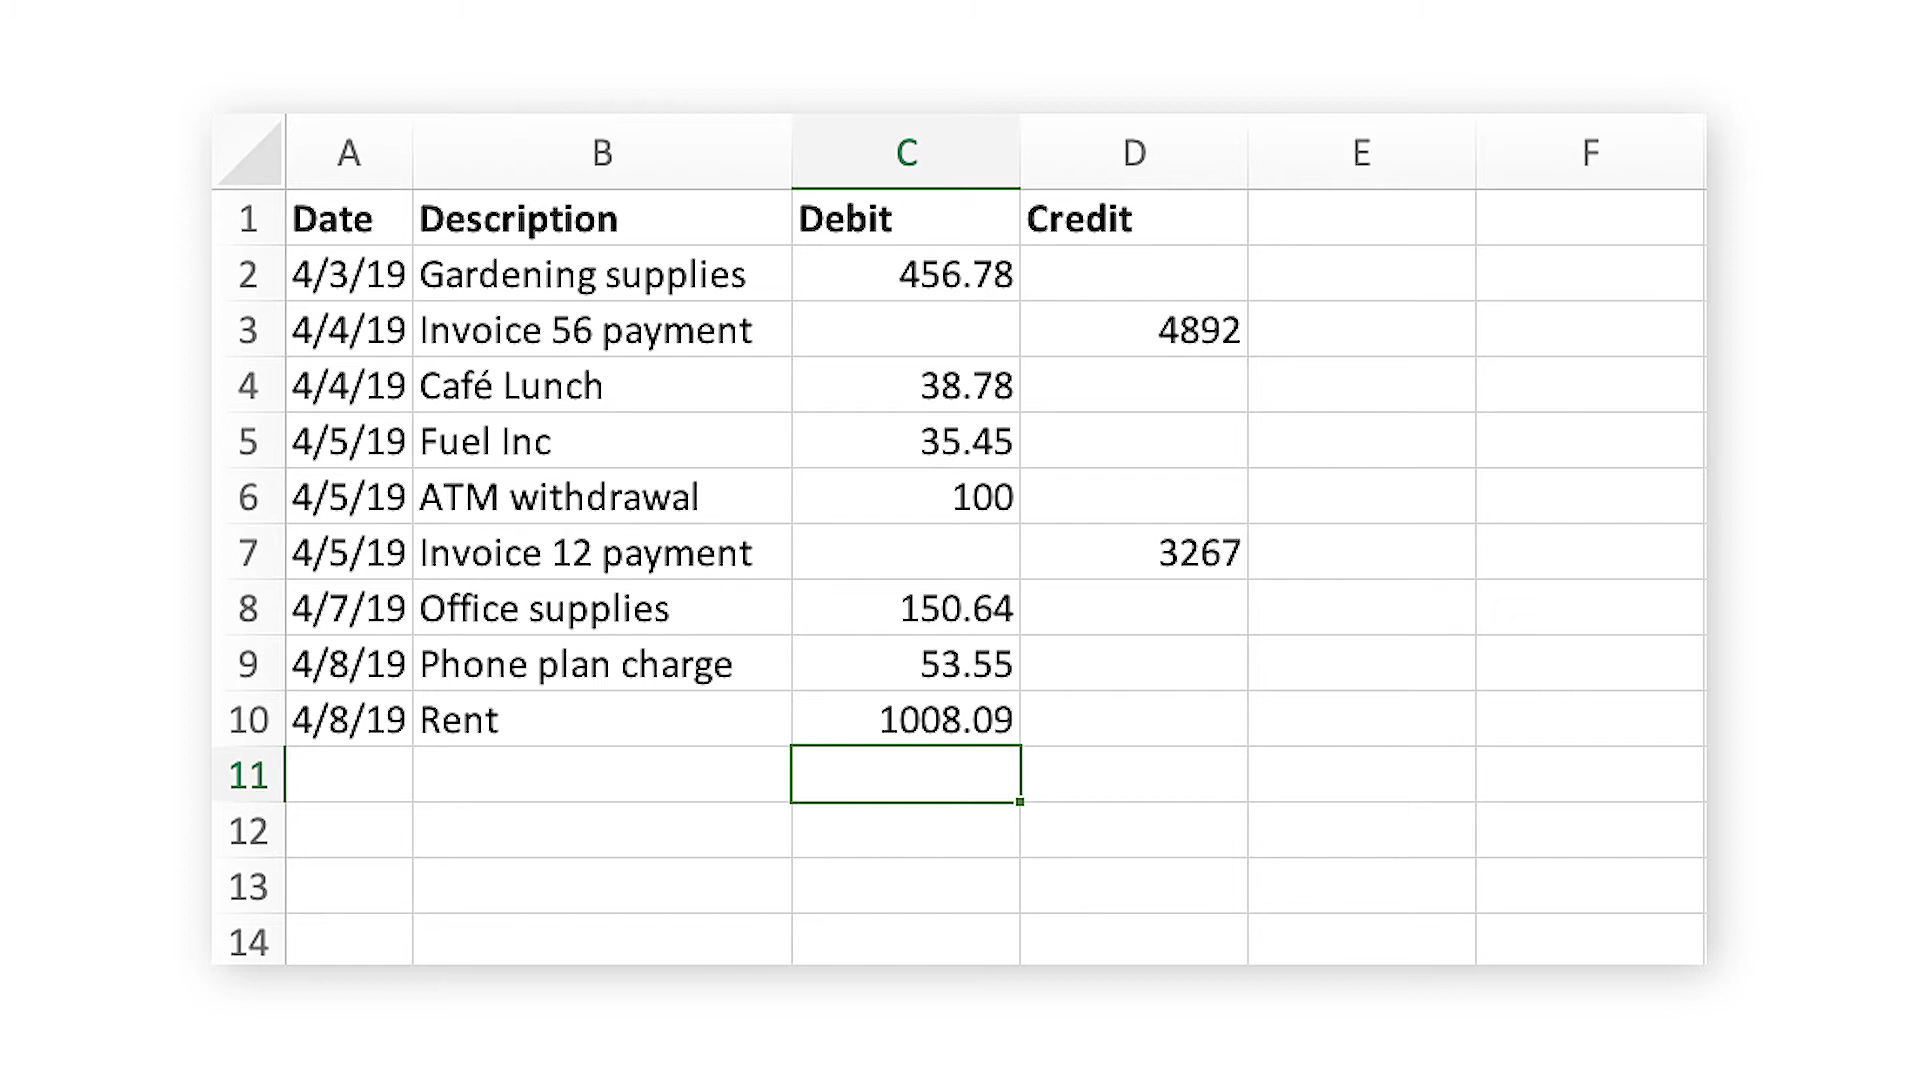 A B C D E F
1 Date Description Debit Credit
2 4/3/19 Gardening supplies 456.78
3 4/4/19 Invoice 56 payment 4892
4 4/4/19 Café Lunch 38.78
5 4/5/19 Fuel Inc 35.45
6 4/5/19 ATM withdrawal 100
7 4/5/19 Invoice 12 payment 3267
8 4/7/19 Office supplies 150.64
9 4/8/19 Phone plan charge 53.55
10 4/8/19 Rent 1008.09
11
12
13
14